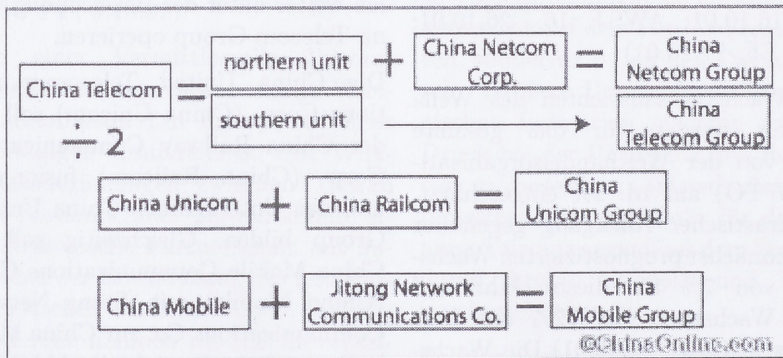 northern unit + China Netcom Corp. = China Netcom Group
China Telecom =
÷ 2
southern unit → China Telecom Group
China Unicom + China Railcom = China Unicom Group
China Mobile + Jitong Network Communications Co. = China Mobile Group
©ChinaOnline.com